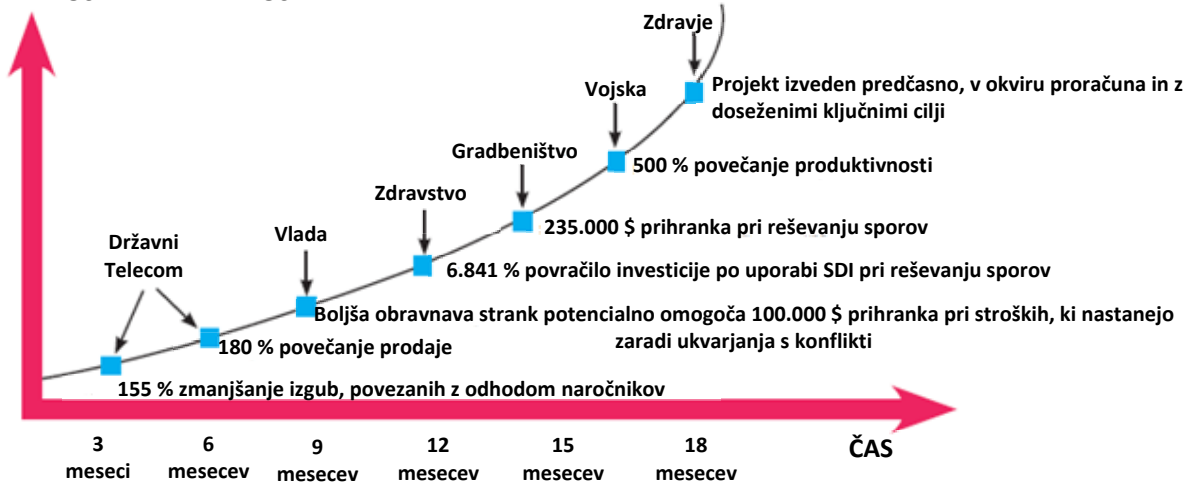 Zdravje
Projekt izveden predčasno, v okviru proračuna in z
doseženimi ključnimi cilji
Vojska
500 % povečanje produktivnosti
Gradbeništvo
235.000 $ prihranka pri reševanju sporov
Zdravstvo
6.841 % povračilo investicije po uporabi SDI pri reševanju sporov
Vlada
Boljša obravnava strank potencialno omogoča 100.000 $ prihranka pri stroških, ki nastanejo
zaradi ukvarjanja s konflikti
Državni
Telecom
180 % povečanje prodaje
155 % zmanjšanje izgub, povezanih z odhodom naročnikov
3
meseci
6
mesecev
9
mesecev
12
mesecev
15
mesecev
18
mesecev
ČAS